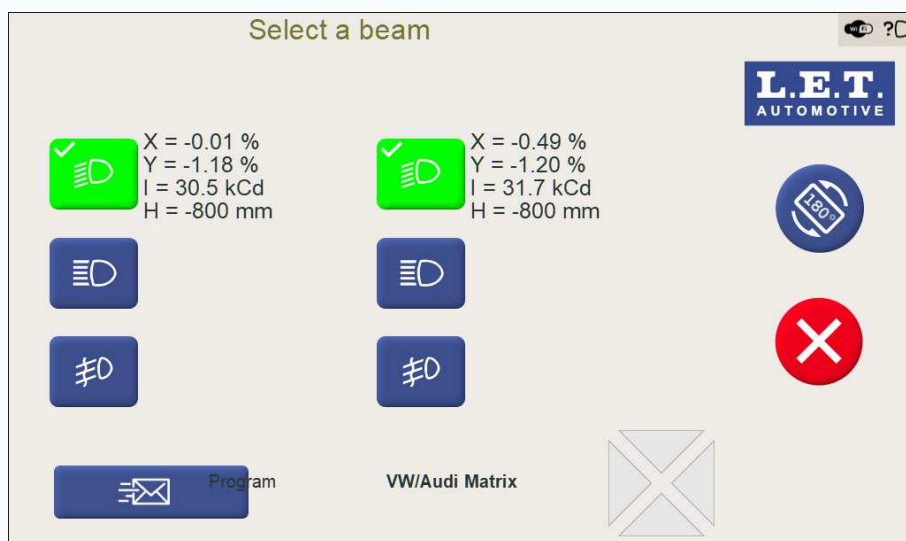 Select a beam
WiFi
?
L.E.T.
AUTOMOTIVE
X = -0.01 %
Y = -1.18 %
I = 30.5 kCd
H = -800 mm
X = -0.49 %
Y = -1.20 %
I = 31.7 kCd
H = -800 mm
180°
Program
VW/Audi Matrix